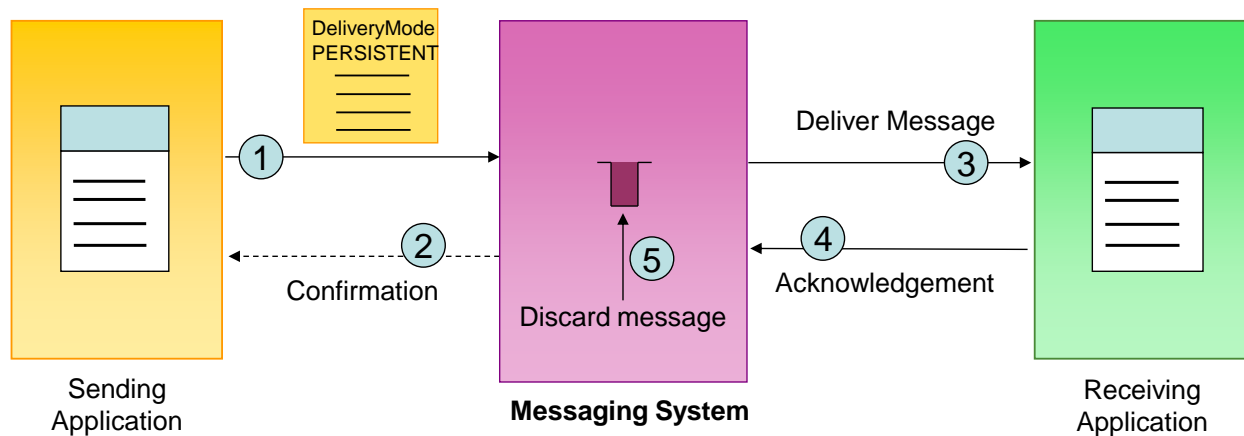 DeliveryMode
PERSISTENT
1
Deliver Message
3
2
Confirmation
4
Acknowledgement
5
Discard message
Sending
Application
Messaging System
Receiving
Application